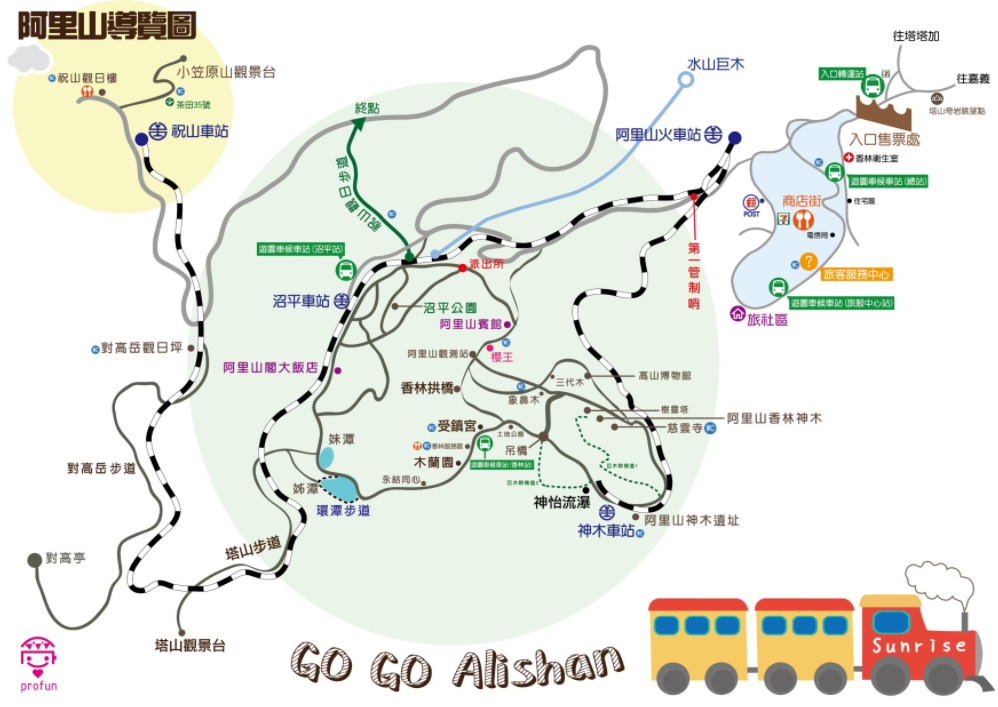 阿里山導覽圖
往塔塔加
小笠原山觀景台
水山巨木
入口轉運站
祝山觀日樓
往嘉義
茶田35號
終點
塔山奇岩眺望點
祝山車站
阿里山火車站
入口售票處
香林衛生室
祝山觀日步道
遊園車候車站(總站)
商店街
住宅區
郵
POST
7
電信局
遊園車候車站(沼平站)
第一管制哨
派出所
?
旅客服務中心
沼平車站
遊園車候車站(旅服中心站)
沼平公園
旅社區
阿里山賓館
對高岳觀日坪
阿里山觀測站
櫻王
阿里山閣大飯店
三代木
高山博物館
香林拱橋
象鼻木
樹靈塔
阿里山香林神木
受鎮宮
慈雲寺
土地公廟
妹潭
香林服務區
吊橋
木蘭園
遊園車候車站(香林站)
巨木群棧道1
對高岳步道
永結同心
巨木群棧道2
姊潭
神怡流瀑
環潭步道
阿里山神木遺址
神木車站
塔山步道
對高亭
塔山觀景台
GO GO Alishan
Sunrise
profun